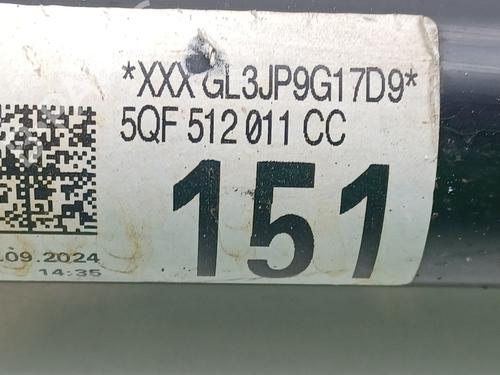 *XXX GL3JP9G17D9*
5QF 512 011 CC
151
.09.2024
14:35